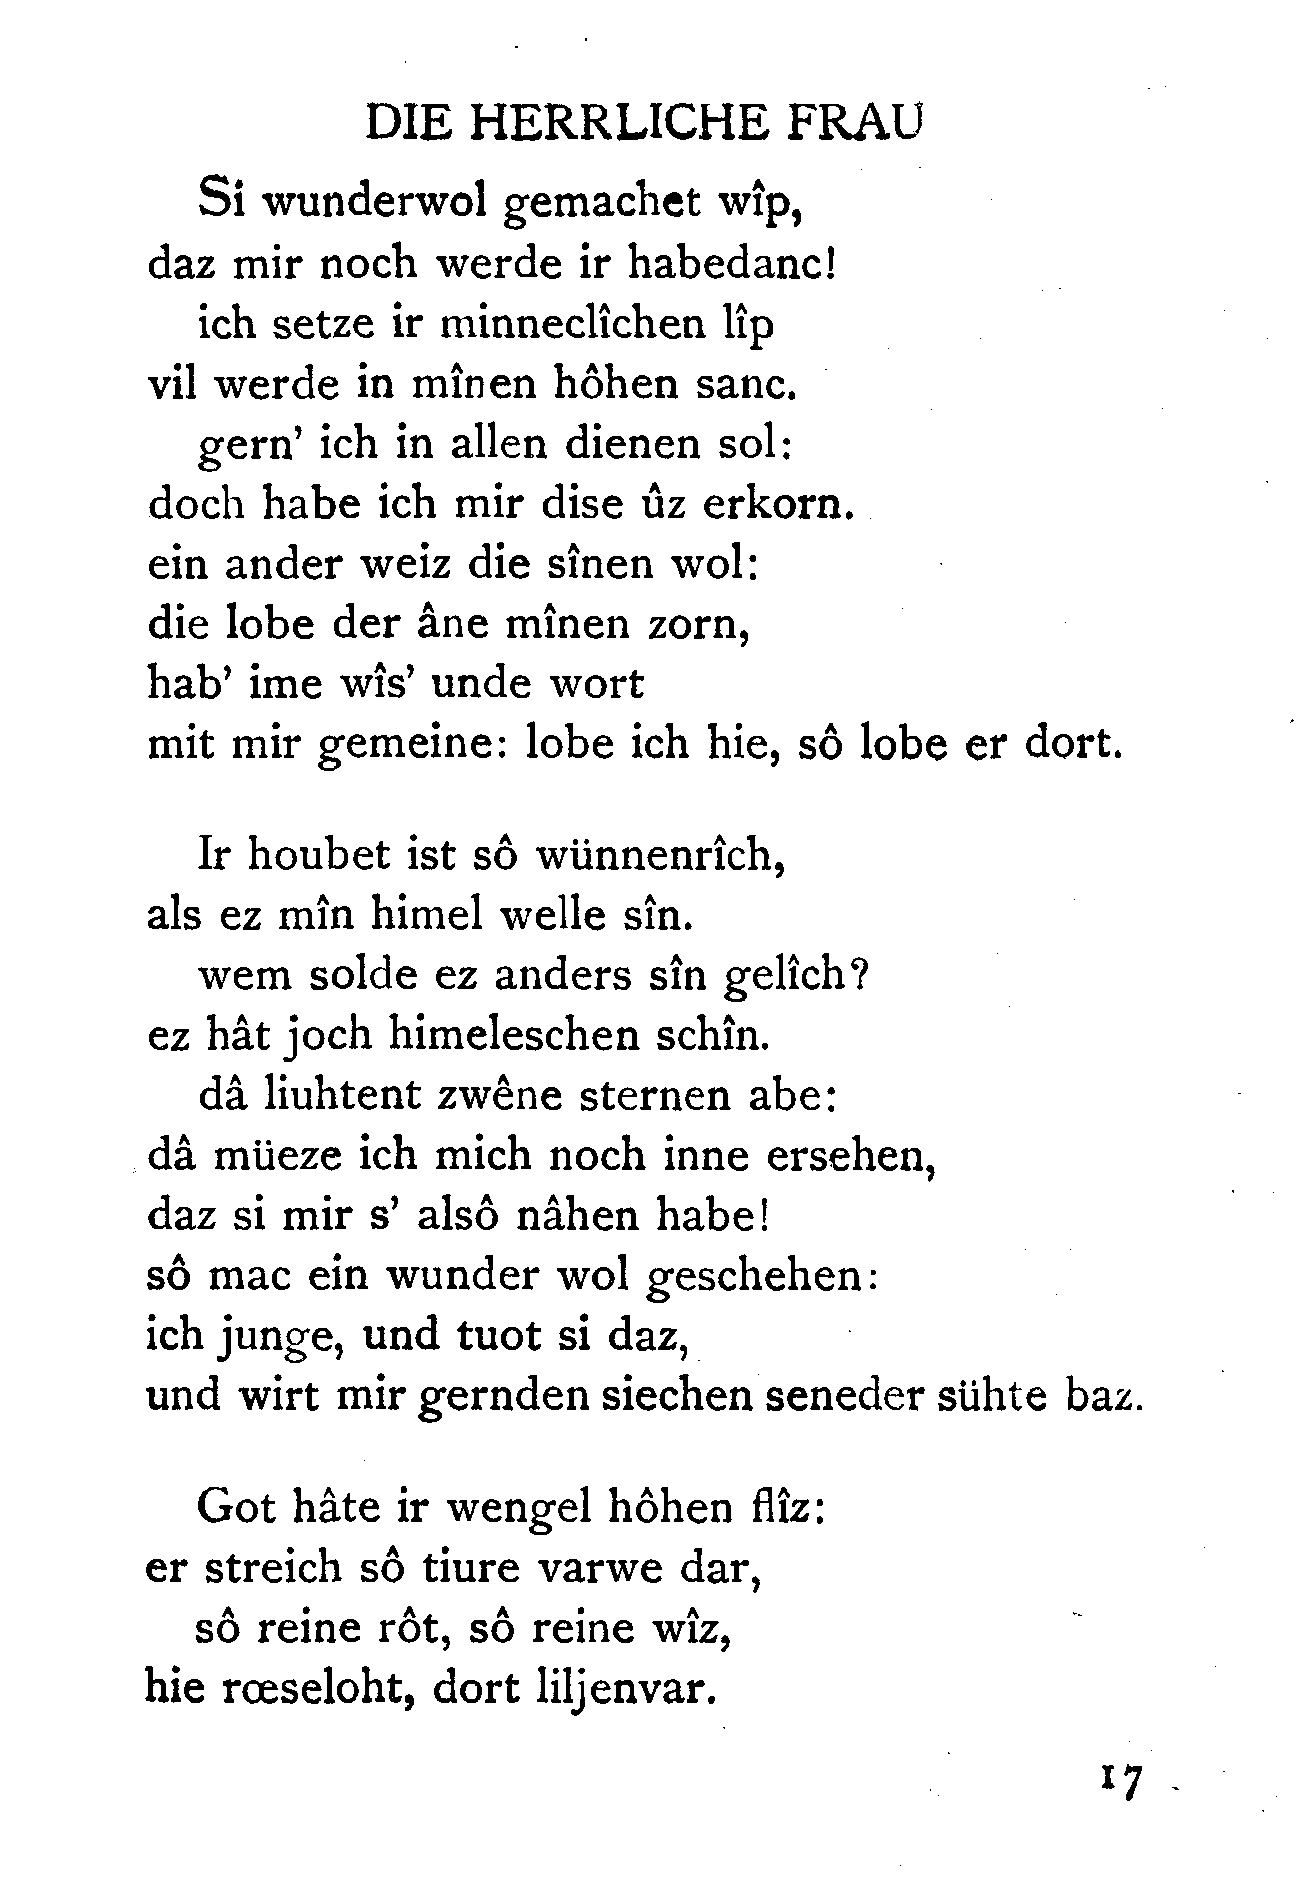 DIE HERRLICHE FRAU
Si wunderwol gemachet wîp,
daz mir noch werde ir habedanc!
ich setze ir minneclîchen lîp
vil werde in mînen hôhen sanc.
gern' ich in allen dienen sol:
doch habe ich mir dise ûz erkorn.
ein ander weiz die sînen wol:
die lobe der âne mînen zorn,
hab' ime wîs' unde wort
mit mir gemeine: lobe ich hie, sô lobe er dort.
Ir houbet ist sô wünnenrîch,
als ez mîn himel welle sîn.
wem solde ez anders sîn gelîch?
ez hât joch himeleschen schîn.
dâ liuhtent zwêne sternen abe:
dâ müeze ich mich noch inne ersehen,
daz si mir s' alsô nâhen habe!
sô mac ein wunder wol geschehen:
ich junge, und tuot si daz,
und wirt mir gernden siechen seneder sühte baz.
Got hâte ir wengel hôhen flîz:
er streich sô tiure varwe dar,
sô reine rôt, sô reine wîz,
hie rœseloht, dort liljenvar.
17